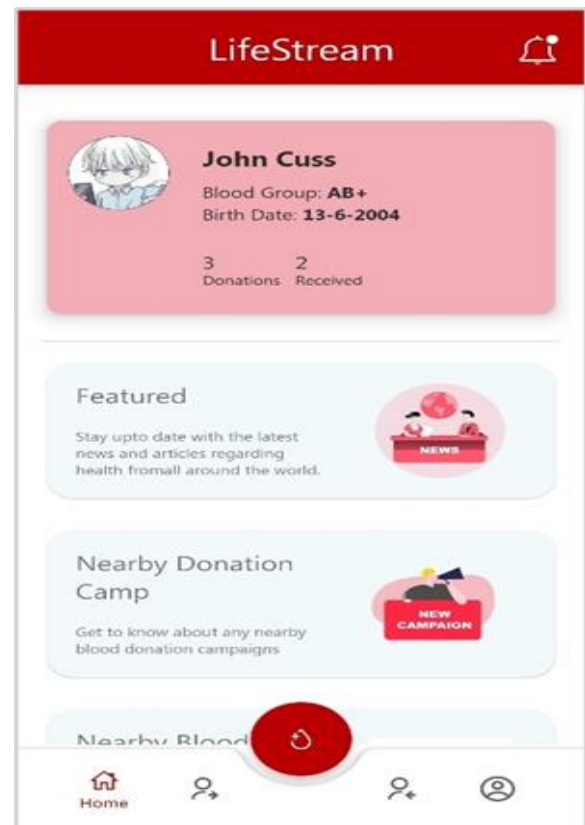 LifeStream
John Cuss
Blood Group: AB+
Birth Date: 13-6-2004
3 2
Donations Received
Featured
Stay upto date with the latest
news and articles regarding
health fromall around the world.
NEWS
Nearby Donation
Camp
Get to know about any nearby
blood donation campaigns
NEW
CAMPAIGN
Nearby Blood
Home